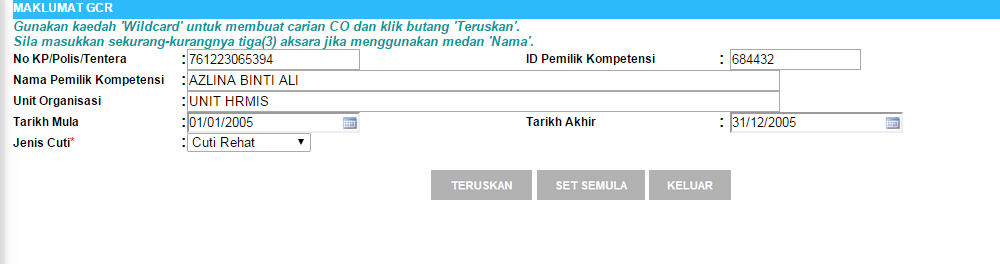 MAKLUMAT GCR
Gunakan kaedah 'Wildcard' untuk membuat carian CO dan klik butang 'Teruskan'.
Sila masukkan sekurang-kurangnya tiga(3) aksara jika menggunakan medan 'Nama'.
No KP/Polis/Tentera : 761223065394 ID Pemilik Kompetensi : 684432
Nama Pemilik Kompetensi : AZLINA BINTI ALI
Unit Organisasi : UNIT HRMIS
Tarikh Mula : 01/01/2005 Tarikh Akhir : 31/12/2005
Jenis Cuti* : Cuti Rehat
TERUSKAN SET SEMULA KELUAR